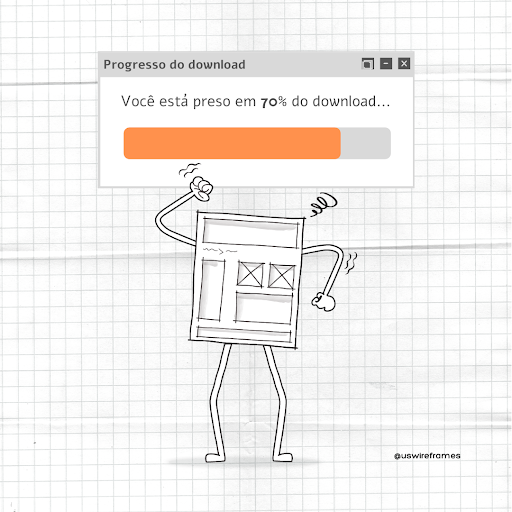 Progresso do download
Você está preso em 70% do download...
@uswireframes